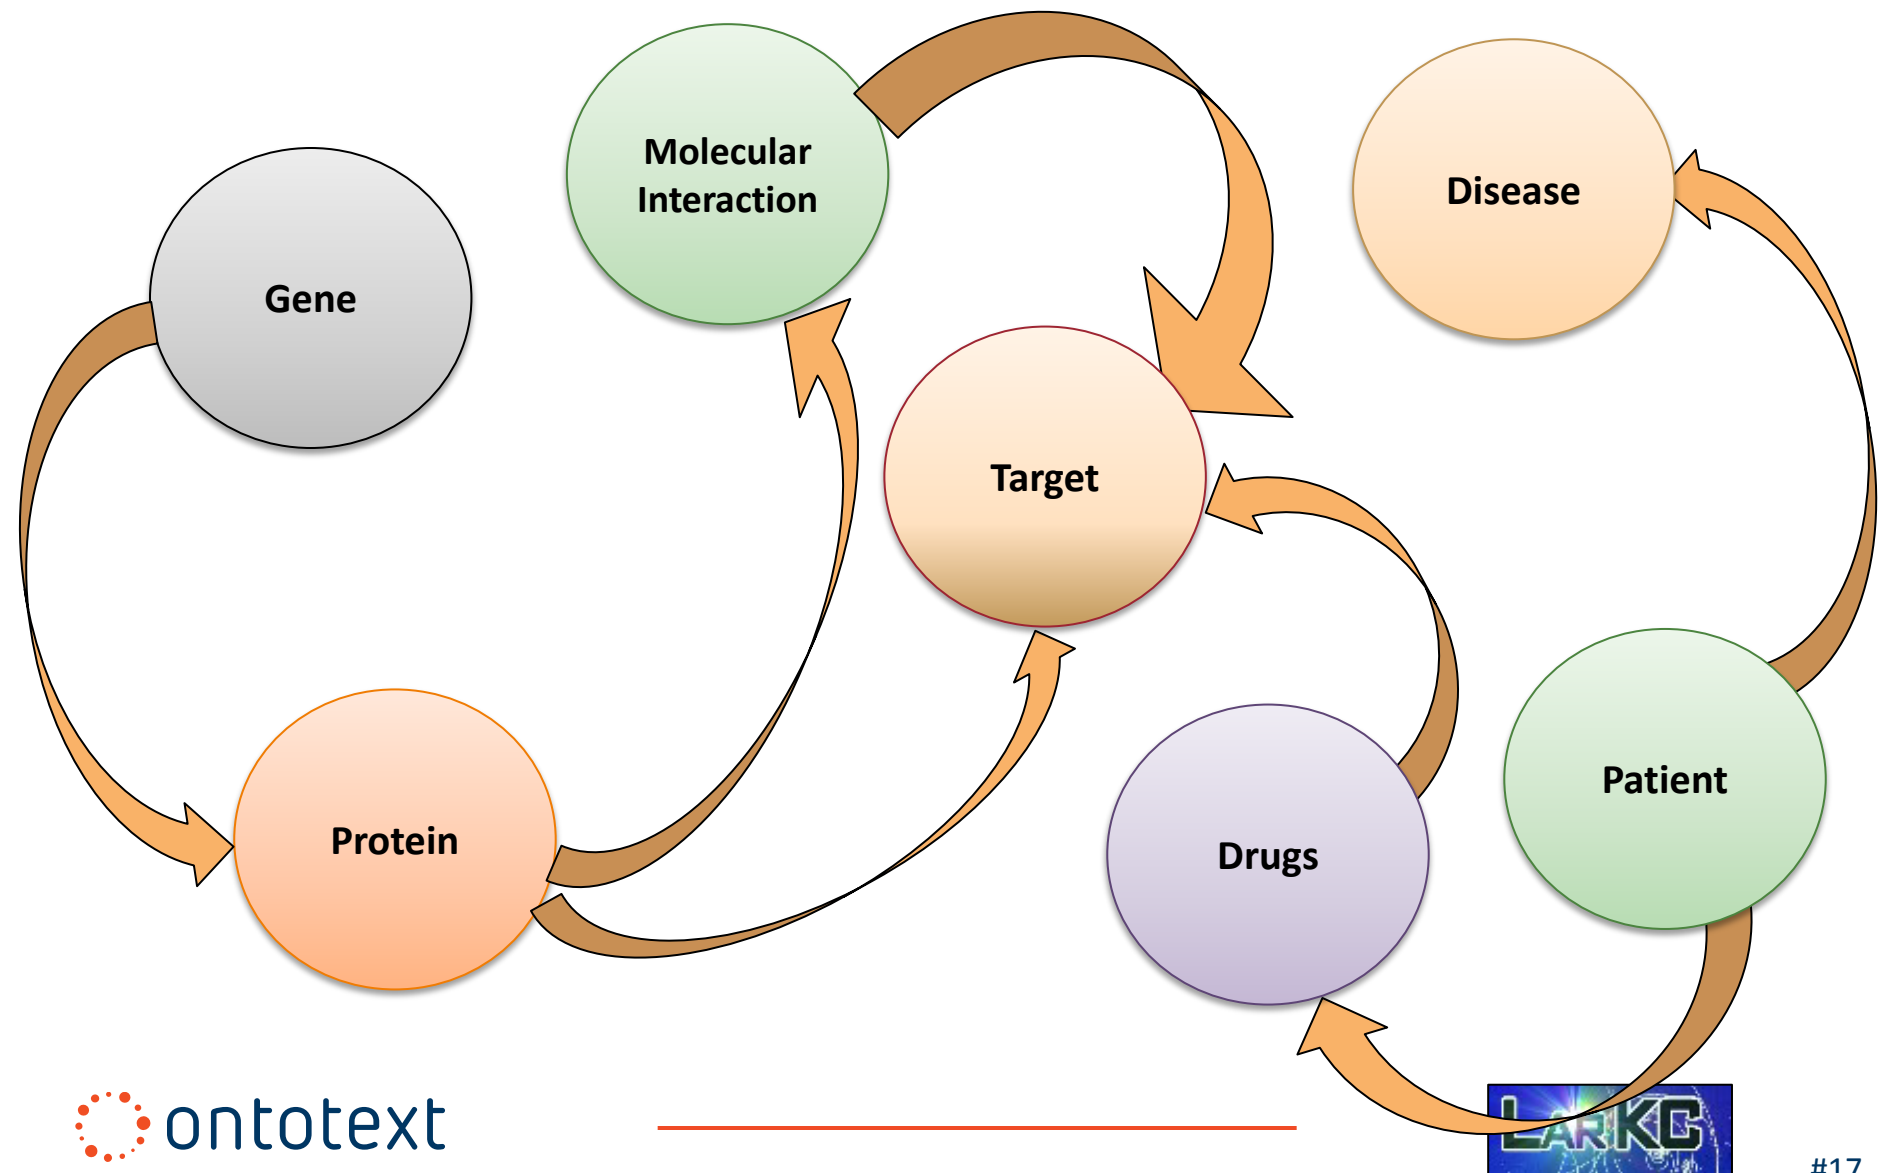 Molecular
Interaction
Disease
Gene
Target
Patient
Protein
Drugs
ontotext
LARKC
#17